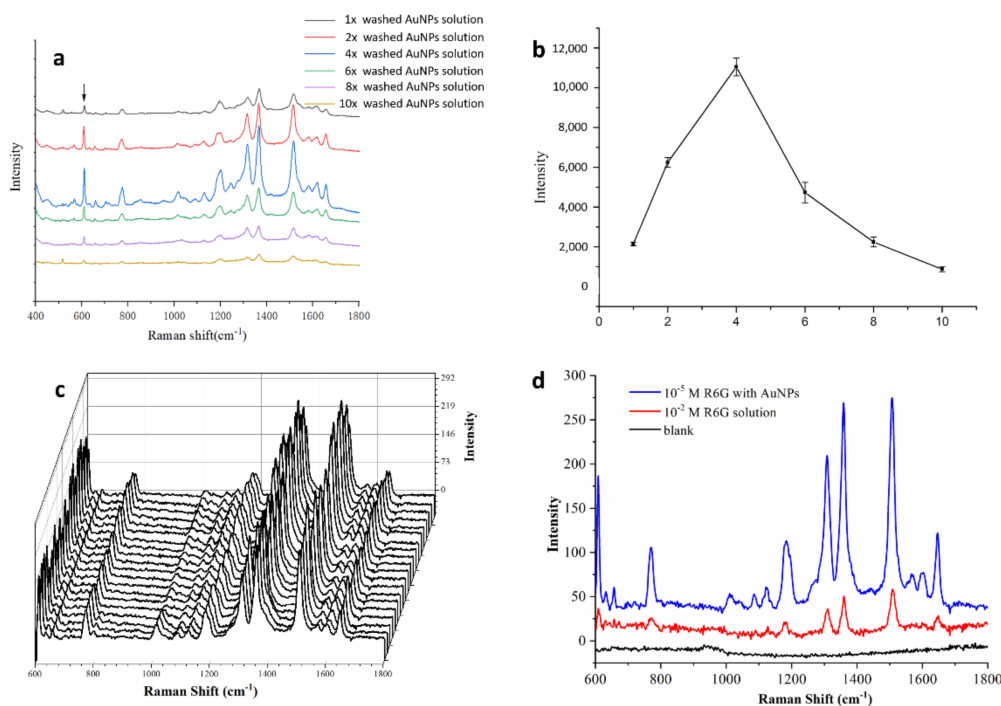 a
1x washed AuNPs solution
2x washed AuNPs solution
4x washed AuNPs solution
6x washed AuNPs solution
8x washed AuNPs solution
10x washed AuNPs solution
Intensity
400 600 800 1000 1200 1400 1600 1800
Raman shift(cm⁻¹)
b
12,000
10,000
8,000
6,000
4,000
2,000
0
Intensity
0 2 4 6 8 10
c
292
219
146
73
0
Intensity
600 800 1000 1200 1400 1600 1800
Raman Shift (cm⁻¹)
d
300
250
200
150
100
50
0
Intensity
10⁻⁵ M R6G with AuNPs
10⁻² M R6G solution
blank
600 800 1000 1200 1400 1600 1800
Raman Shift (cm⁻¹)